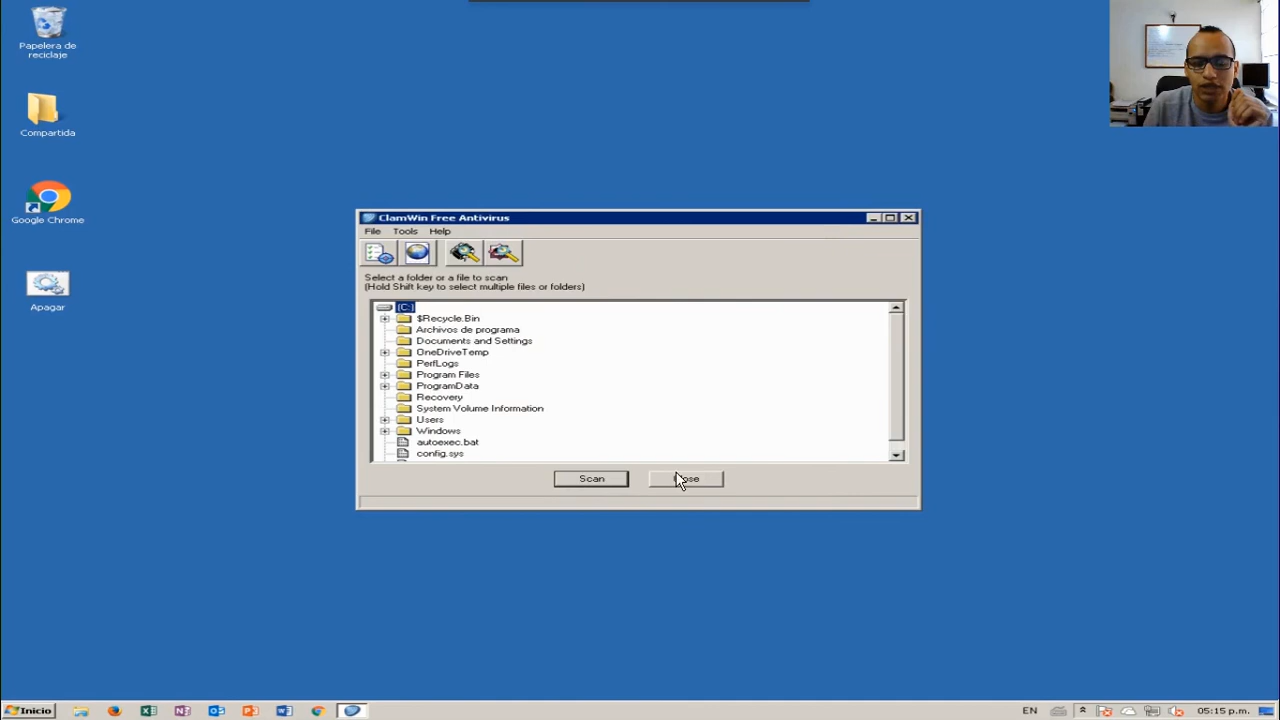 Papelera de
reciclaje
Compartida
Google Chrome
Apagar
ClamWin Free Antivirus
File Tools Help
Select a folder or a file to scan
(Hold Shift key to select multiple files or folders)
(C:)
$Recycle.Bin
Archivos de programa
Documents and Settings
OneDriveTemp
PerfLogs
Program Files
ProgramData
Recovery
System Volume Information
Users
Windows
autoexec.bat
config.sys
Scan
Inicio
EN
05:15 p.m.